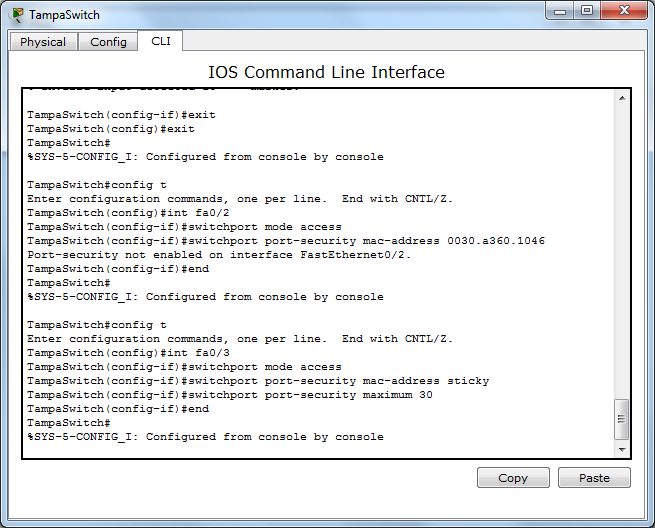 TampaSwitch
Physical
Config
CLI
IOS Command Line Interface
TampaSwitch(config-if)#exit
TampaSwitch(config)#exit
TampaSwitch#
%SYS-5-CONFIG_I: Configured from console by console
TampaSwitch#config t
Enter configuration commands, one per line.  End with CNTL/Z.
TampaSwitch(config)#int fa0/2
TampaSwitch(config-if)#switchport mode access
TampaSwitch(config-if)#switchport port-security mac-address 0030.a360.1046
Port-security not enabled on interface FastEthernet0/2.
TampaSwitch(config-if)#end
TampaSwitch#
%SYS-5-CONFIG_I: Configured from console by console
TampaSwitch#config t
Enter configuration commands, one per line.  End with CNTL/Z.
TampaSwitch(config)#int fa0/3
TampaSwitch(config-if)#switchport mode access
TampaSwitch(config-if)#switchport port-security mac-address sticky
TampaSwitch(config-if)#switchport port-security maximum 30
TampaSwitch(config-if)#end
TampaSwitch#
%SYS-5-CONFIG_I: Configured from console by console
Copy
Paste